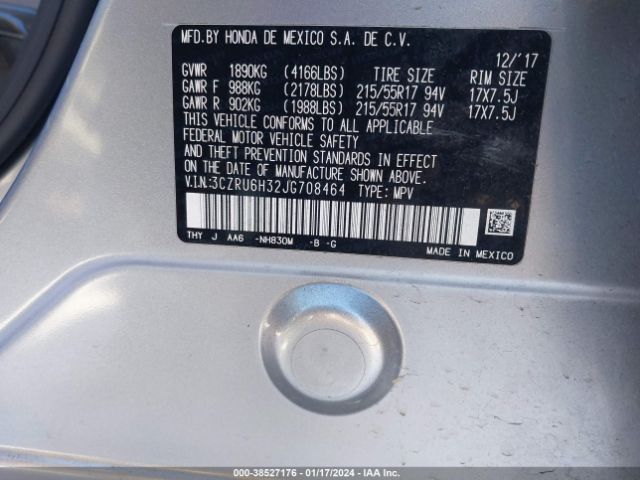 MFD.BY HONDA DE MEXICO S.A. DE C.V.
12/'17
GVWR 1890KG (4166LBS) TIRE SIZE RIM SIZE
GAWR F 988KG (2178LBS) 215/55R17 94V 17X7.5J
GAWR R 902KG (1988LBS) 215/55R17 94V 17X7.5J
THIS VEHICLE CONFORMS TO ALL APPLICABLE
FEDERAL MOTOR VEHICLE SAFETY
AND THEFT PREVENTION STANDARDS IN EFFECT
ON THE DATE OF MANUFACTURE SHOWN ABOVE.
V.I.N:3CZRU6H32JG708464 TYPE: MPV
THY J AA6 -NH830M -B -G
MADE IN MEXICO
000-38527176 - 01/17/2024 - IAA Inc.